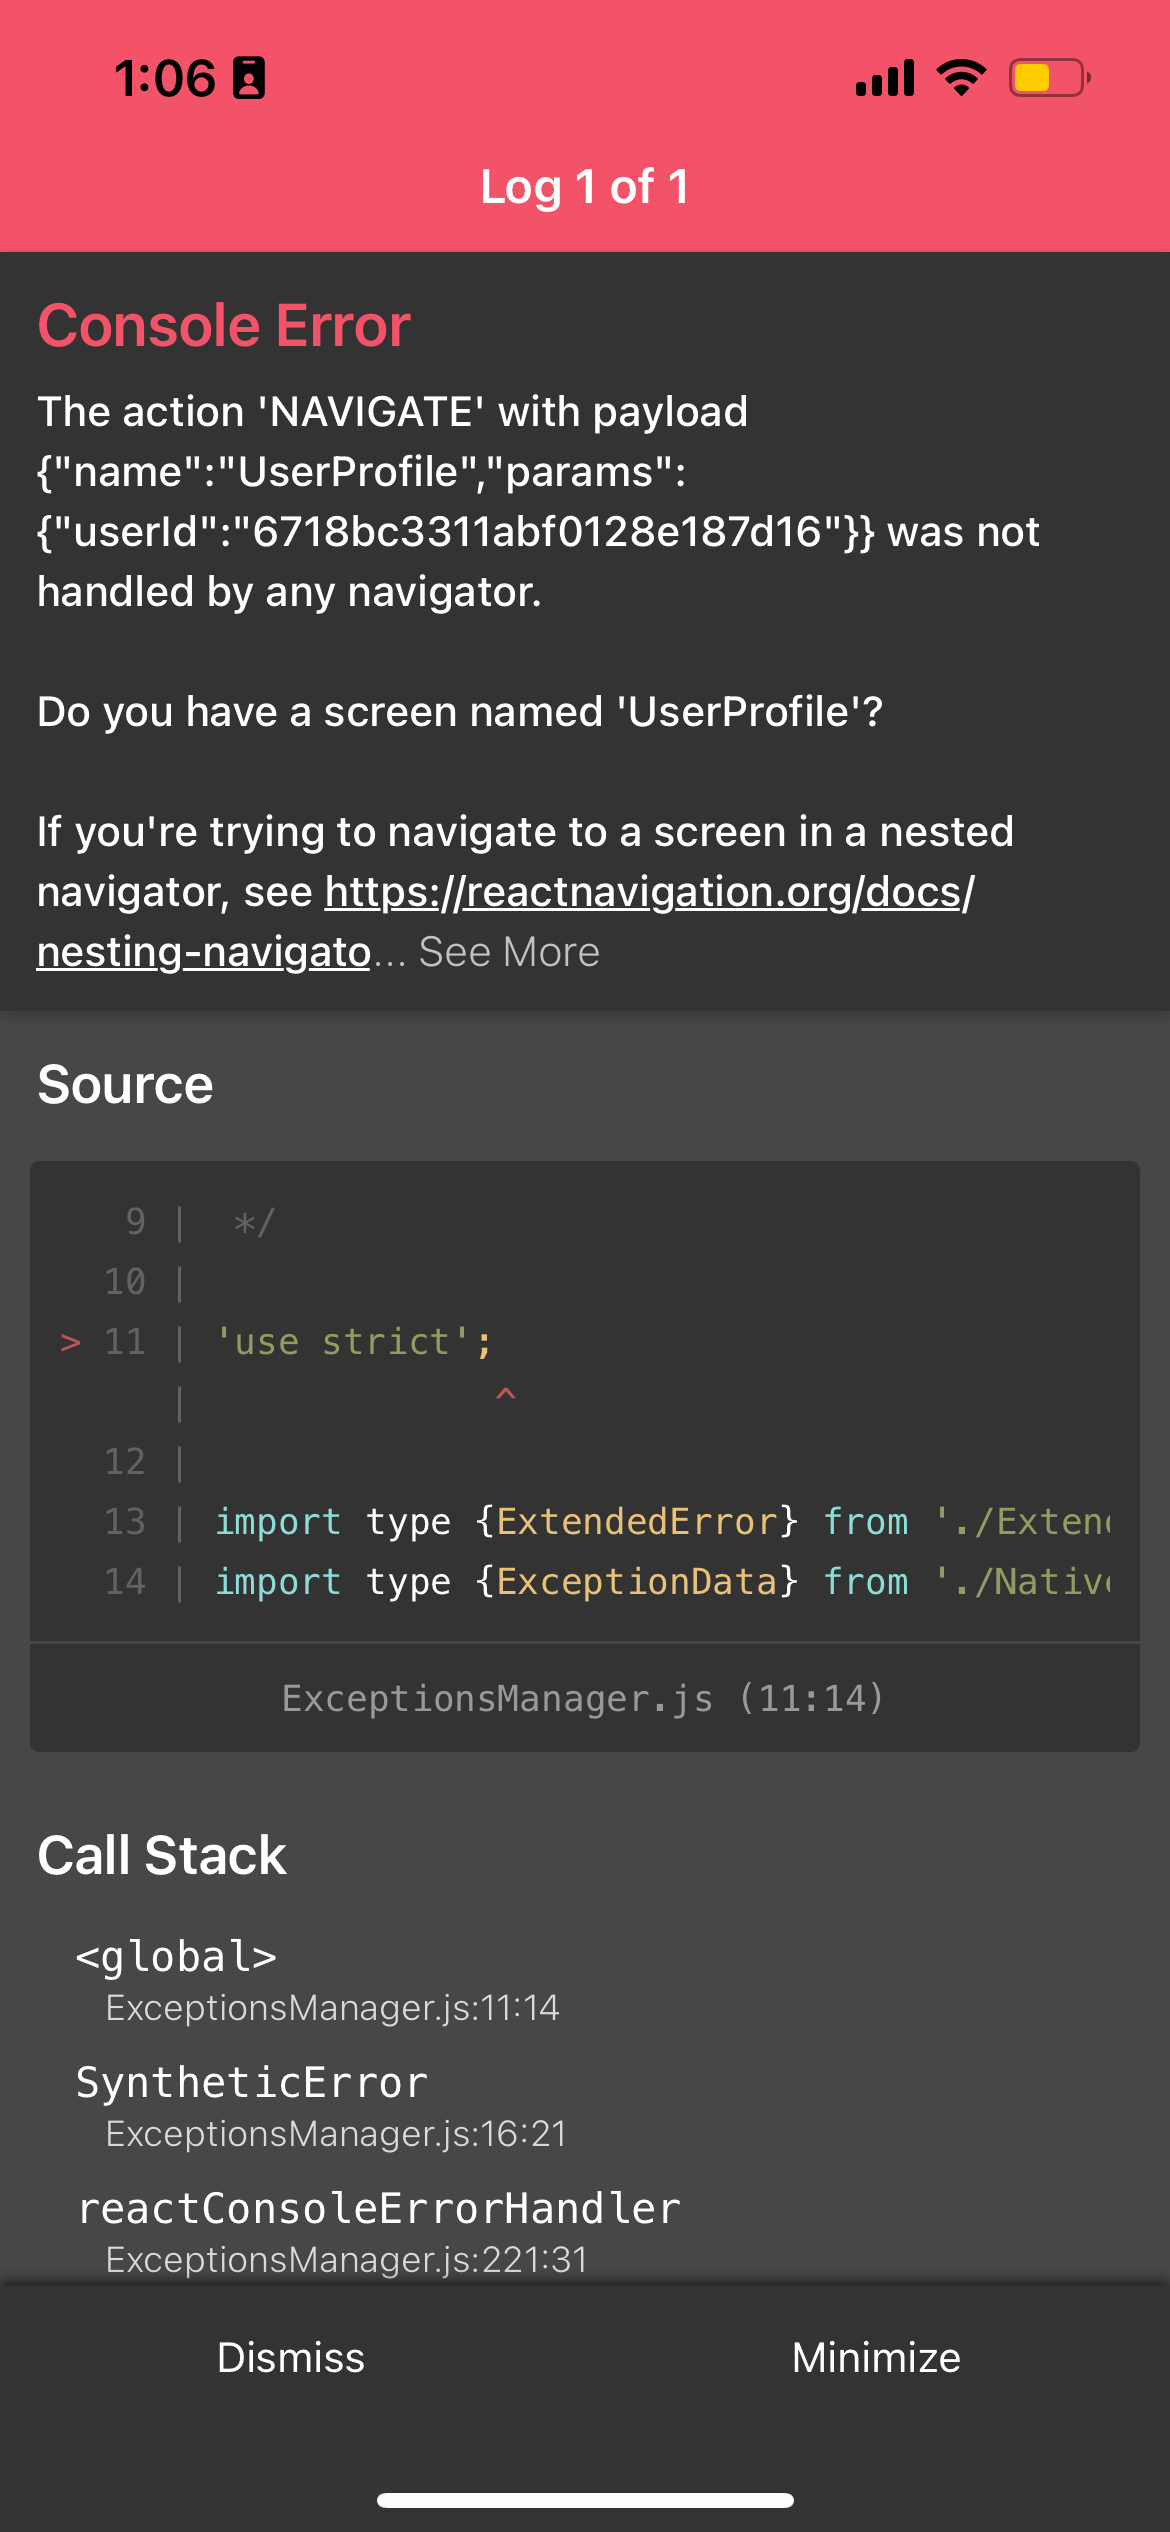 1:06
Log 1 of 1
Console Error
The action 'NAVIGATE' with payload
{"name":"UserProfile","params":
{"userId":"6718bc3311abf0128e187d16"}} was not
handled by any navigator.
Do you have a screen named 'UserProfile'?
If you're trying to navigate to a screen in a nested
navigator, see https://reactnavigation.org/docs/
nesting-navigato... See More
Source
9 | */
10 |
> 11 | 'use strict';
| ^
12 |
13 | import type {ExtendedError} from './Exten
14 | import type {ExceptionData} from './Nativ
ExceptionsManager.js (11:14)
Call Stack
<global>
ExceptionsManager.js:11:14
SyntheticError
ExceptionsManager.js:16:21
reactConsoleErrorHandler
ExceptionsManager.js:221:31
Dismiss Minimize